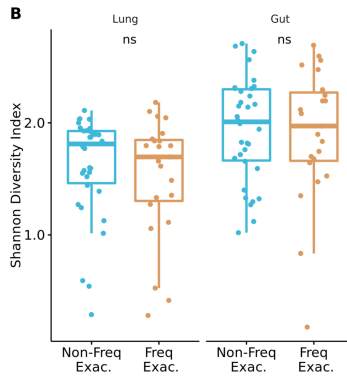 B
Lung Gut
ns ns
Shannon Diversity Index
2.0
1.0
Non-Freq Freq Non-Freq Freq
Exac. Exac. Exac. Exac.